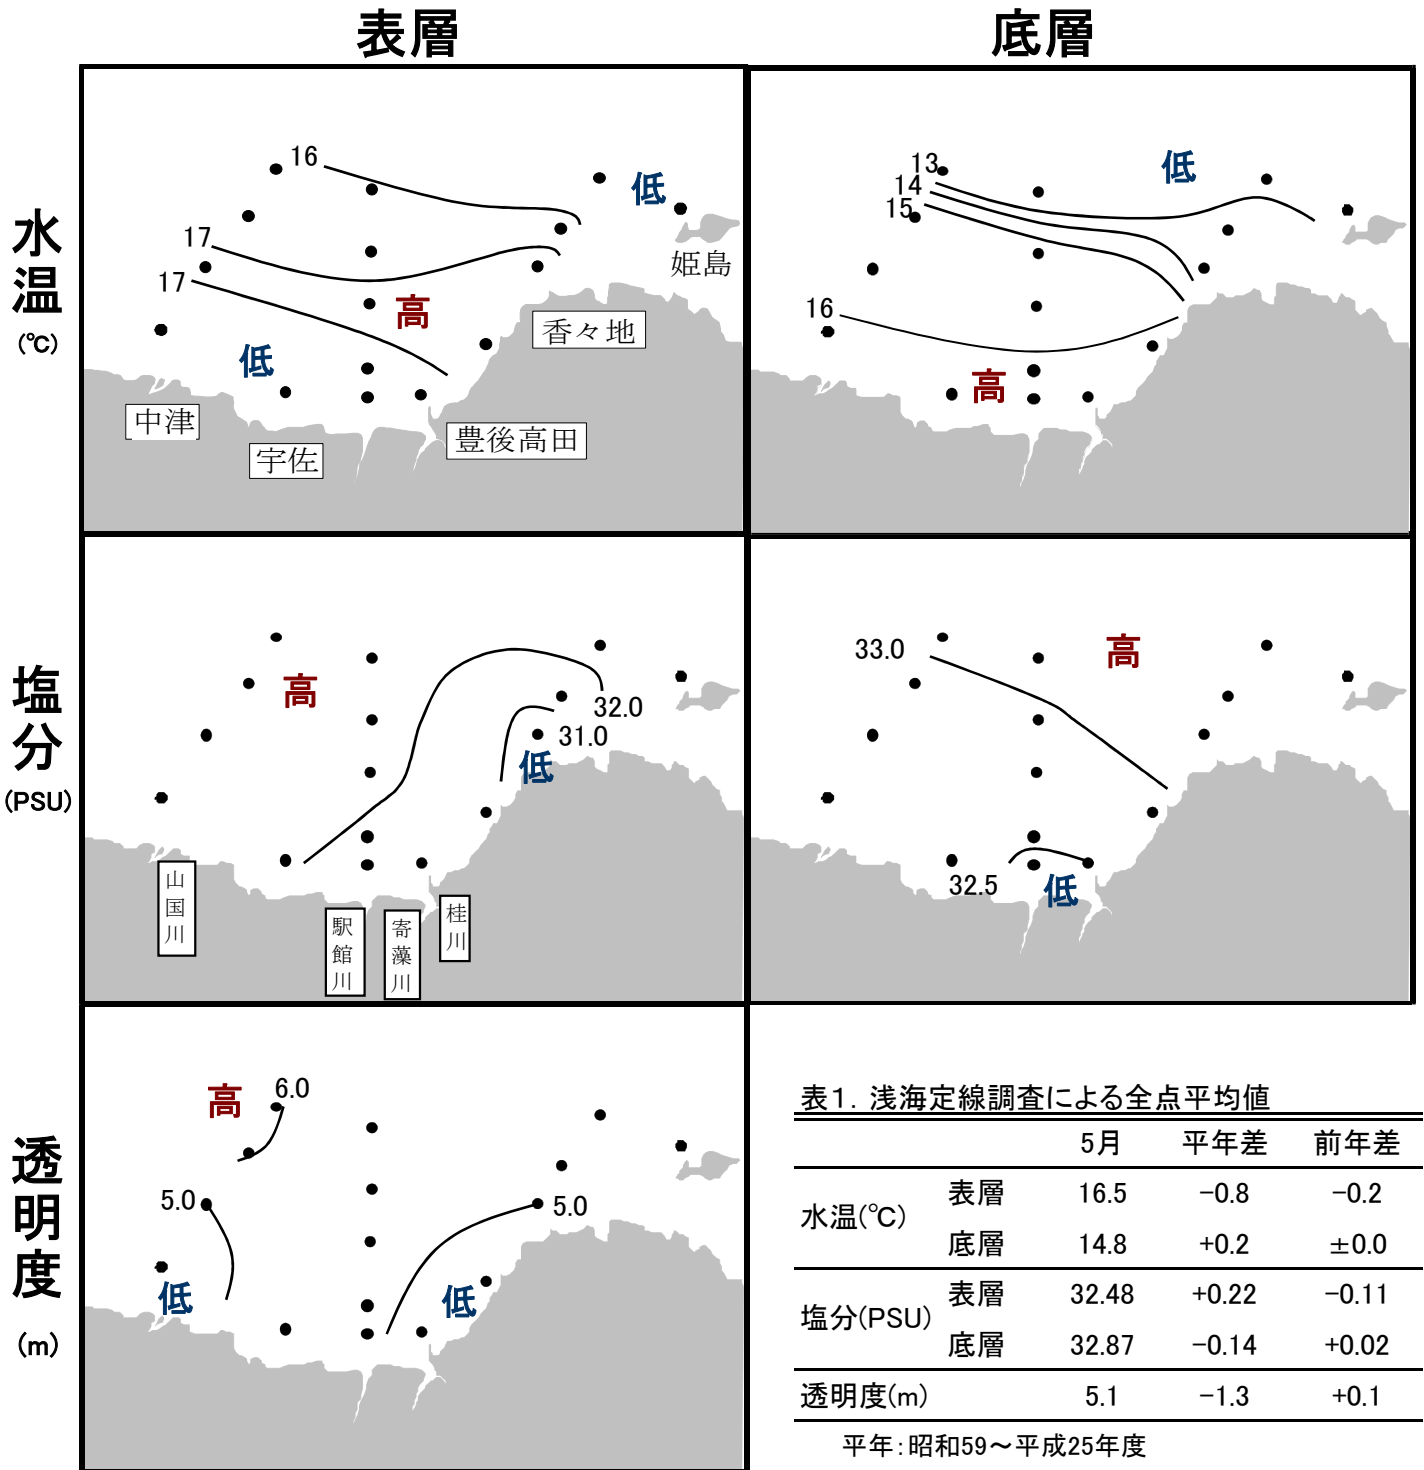 表層
底層
水温
(℃)
16
17
17
低
高
低
姫島
香々地
中津
宇佐
豊後高田
13
14
15
16
低
高
塩分
(PSU)
高
32.0
31.0
低
山国川
駅館川
寄藻川
桂川
33.0
高
32.5
低
透明度
(m)
高
6.0
5.0
低
5.0
低
表1. 浅海定線調査による全点平均値
5月 平年差 前年差
水温(℃) 表層 16.5 −0.8 −0.2
底層 14.8 +0.2 ±0.0
塩分(PSU) 表層 32.48 +0.22 −0.11
底層 32.87 −0.14 +0.02
透明度(m) 5.1 −1.3 +0.1
平年：昭和59～平成25年度